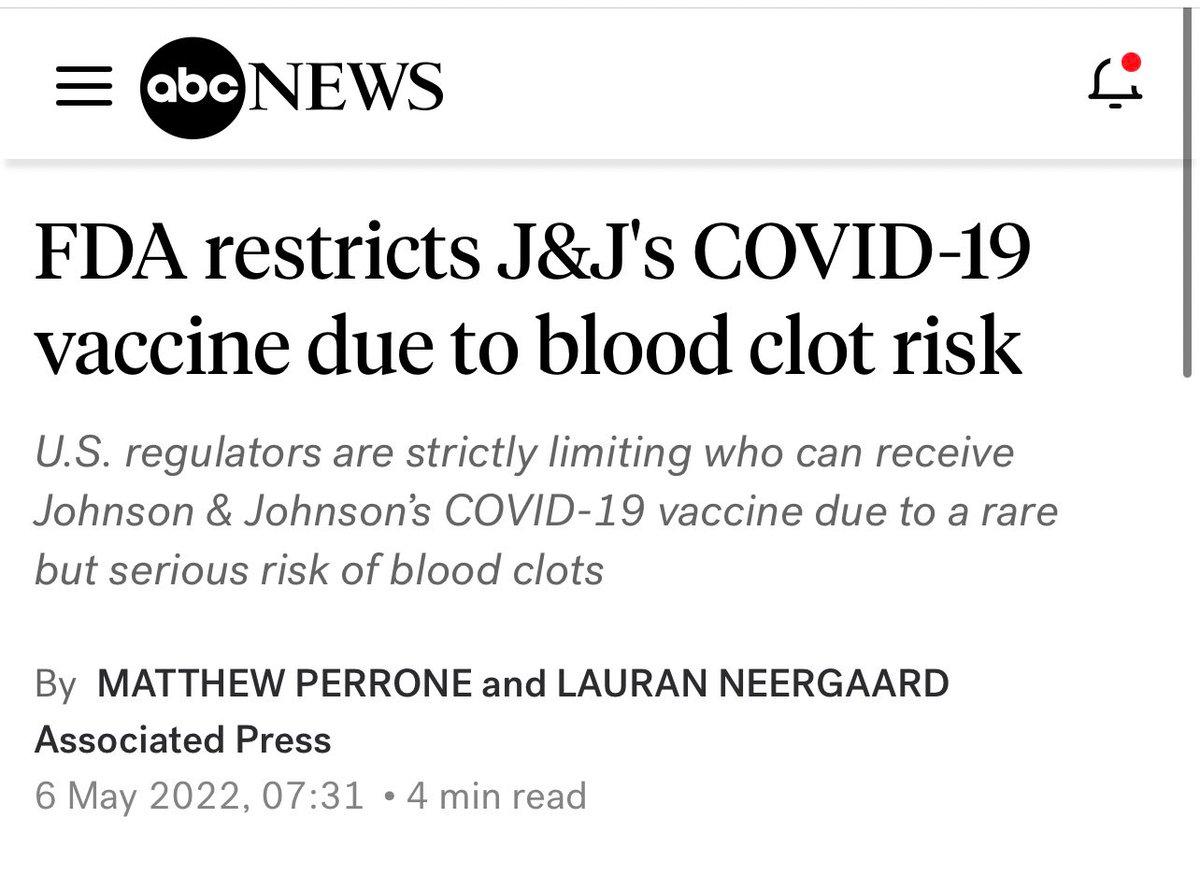 abc NEWS
FDA restricts J&J's COVID-19
vaccine due to blood clot risk
U.S. regulators are strictly limiting who can receive
Johnson & Johnson’s COVID-19 vaccine due to a rare
but serious risk of blood clots
By MATTHEW PERRONE and LAURAN NEERGAARD
Associated Press
6 May 2022, 07:31 • 4 min read